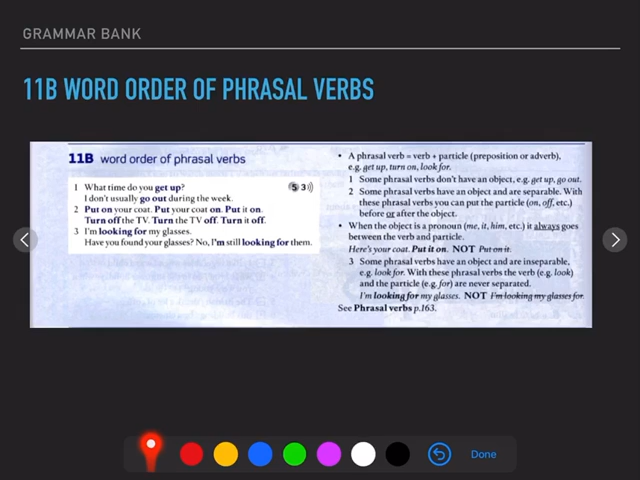 GRAMMAR BANK
11B WORD ORDER OF PHRASAL VERBS
11B word order of phrasal verbs
1 What time do you get up?
I don't usually go out during the week.
2 Put on your coat. Put your coat on. Put it on.
Turn off the TV. Turn the TV off. Turn it off.
3 I'm looking for my glasses.
Have you found your glasses? No, I'm still looking for them.
5 3))
• A phrasal verb = verb + particle (preposition or adverb),
e.g. get up, turn on, look for.
1 Some phrasal verbs don't have an object, e.g. get up, go out.
2 Some phrasal verbs have an object and are separable. With
these phrasal verbs you can put the particle (on, off, etc.)
before or after the object.
• When the object is a pronoun (me, it, him, etc.) it always goes
between the verb and particle.
Here's your coat. Put it on. NOT Put on it.
3 Some phrasal verbs have an object and are inseparable,
e.g. look for. With these phrasal verbs the verb (e.g. look)
and the particle (e.g. for) are never separated.
I'm looking for my glasses. NOT I'm looking my glasses for.
See Phrasal verbs p.163.
Done